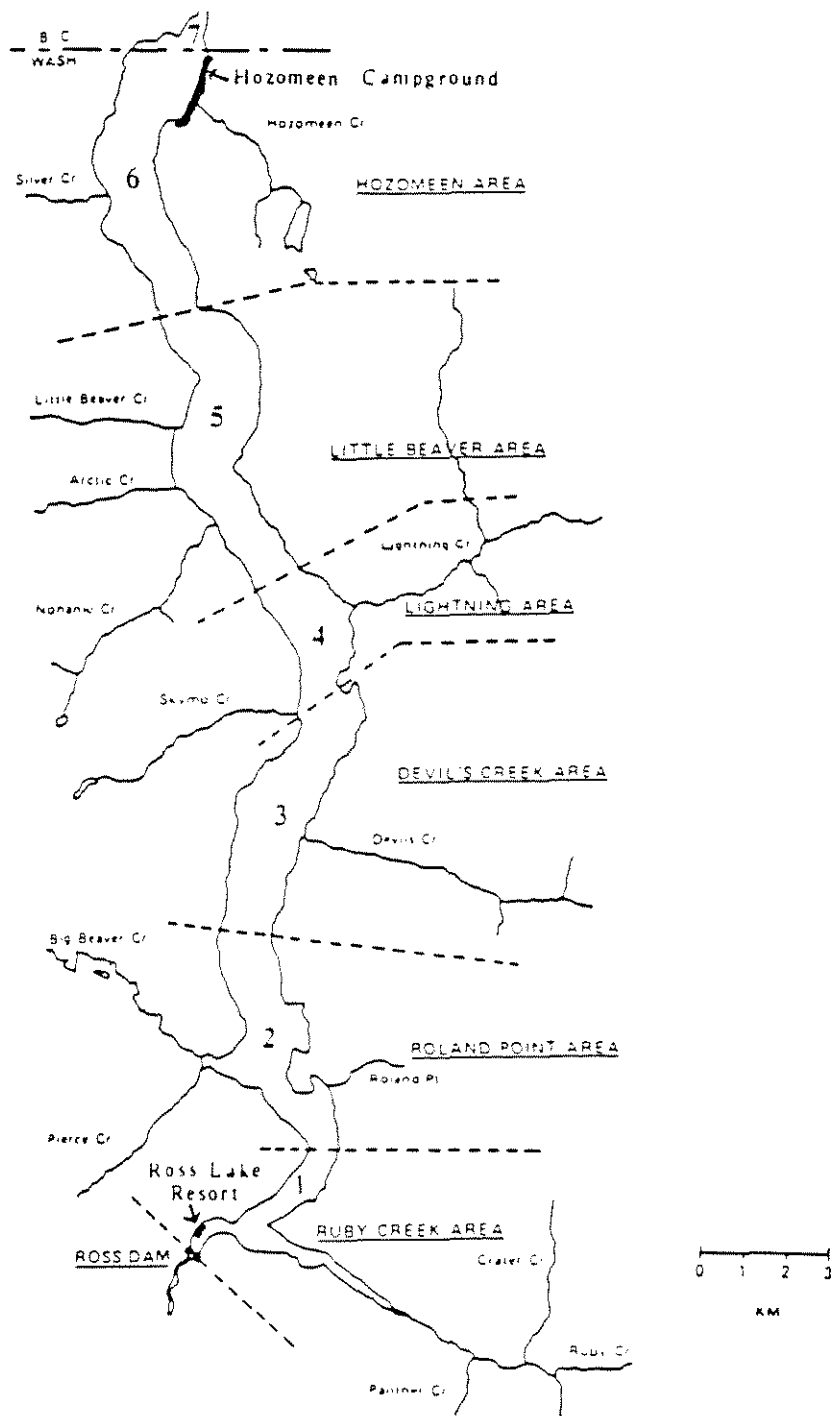 7
B C
WASH
Hozomeen Campground
Hozomeen Cr
6
Silver Cr
HOZOMEEN AREA
Little Beaver Cr
5
LITTLE BEAVER AREA
Arctic Cr
Lightning Cr
Nohanki Cr
LIGHTNING AREA
4
Skymo Cr
DEVIL'S CREEK AREA
3
Devils Cr
Big Beaver Cr
2
ROLAND POINT AREA
Roland Pt
Pierce Cr
Ross Lake
Resort
1
RUBY CREEK AREA
ROSS DAM
Crater Cr
0 1 2 3
KM
Ruby Cr
Panther Cr